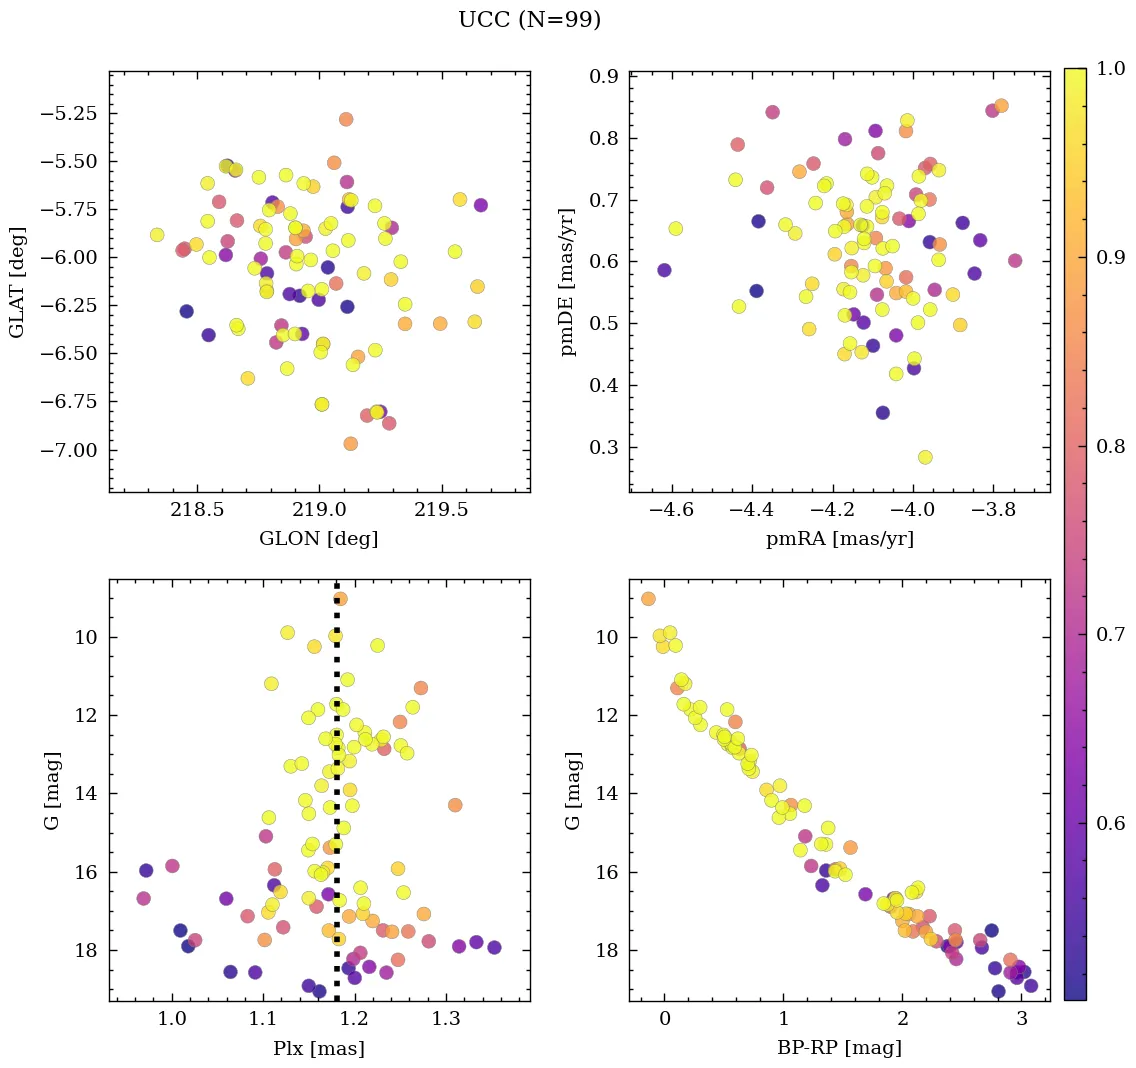 UCC (N=99)
−5.25
−5.50
−5.75
−6.00
−6.25
−6.50
−6.75
−7.00
GLAT [deg]
218.5 219.0 219.5
GLON [deg]
0.9
0.8
0.7
0.6
0.5
0.4
0.3
pmDE [mas/yr]
−4.6 −4.4 −4.2 −4.0 −3.8
pmRA [mas/yr]
10
12
14
16
18
G [mag]
1.0 1.1 1.2 1.3
Plx [mas]
10
12
14
16
18
G [mag]
0 1 2 3
BP-RP [mag]
1.0
0.9
0.8
0.7
0.6